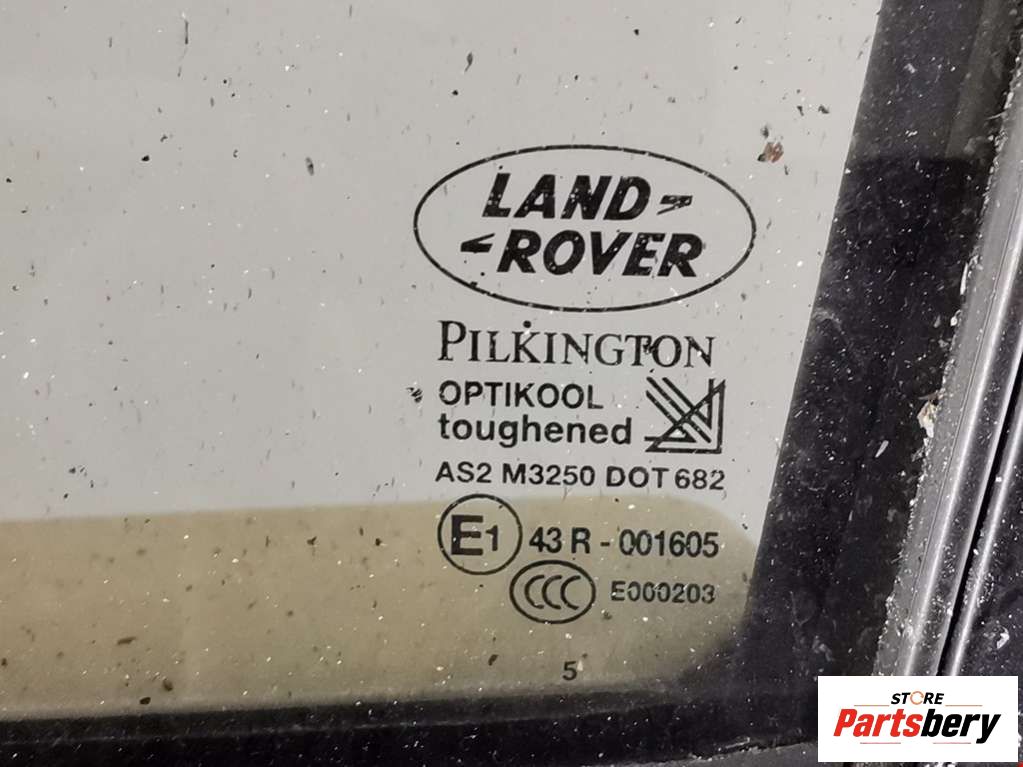 LAND
ROVER
PILKINGTON
OPTIKOOL
toughened
AS2 M3250 DOT 682
E1 43 R - 001605
CCC E000203
5
STORE
Partsbery